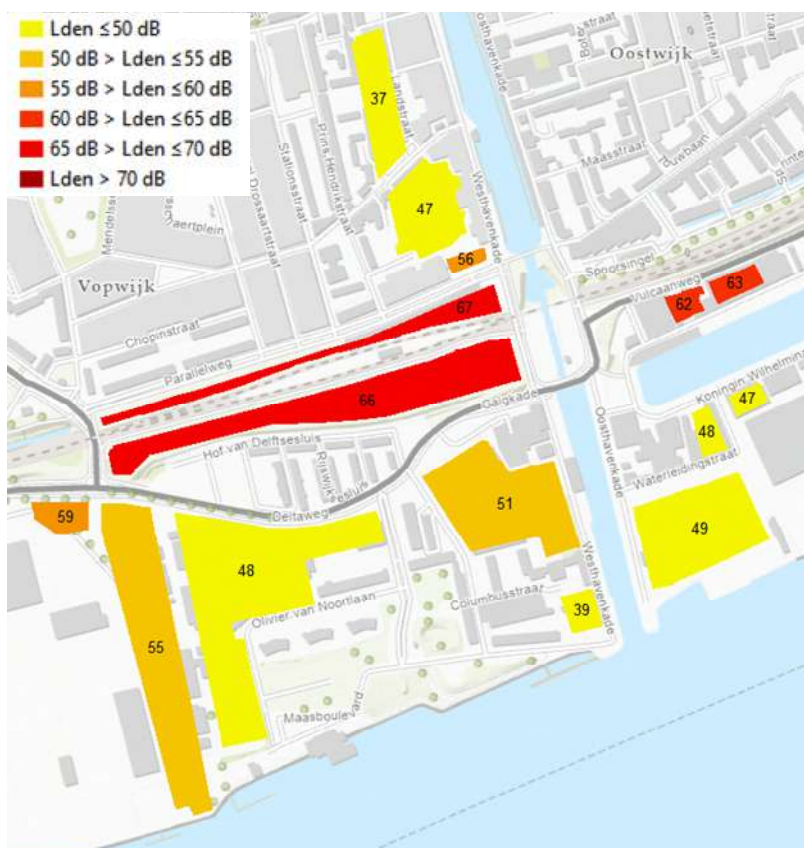 Lden ≤50 dB
50 dB > Lden ≤55 dB
55 dB > Lden ≤60 dB
60 dB > Lden ≤65 dB
65 dB > Lden ≤70 dB
Lden > 70 dB
Oostwijk
Landstraat
Westhavenkade
37
Maasstraat
Prins Hendrikstraat
Stationsstraat
47
Westhavenkade
56
Spoorsingel
Vopwijk
Vulcaanweg
62
63
67
Chopinstraat
Parallelweg
Koningin Wilhelmina
47
66
Galgkade
48
Hof van Delftsesluis
Oosthavenkade
Waterleidingstraat
59
Deltaweg
51
49
48
Westhavenkade
Columbusstraat
39
Olivier van Noortlaan
55
Maasboulevard